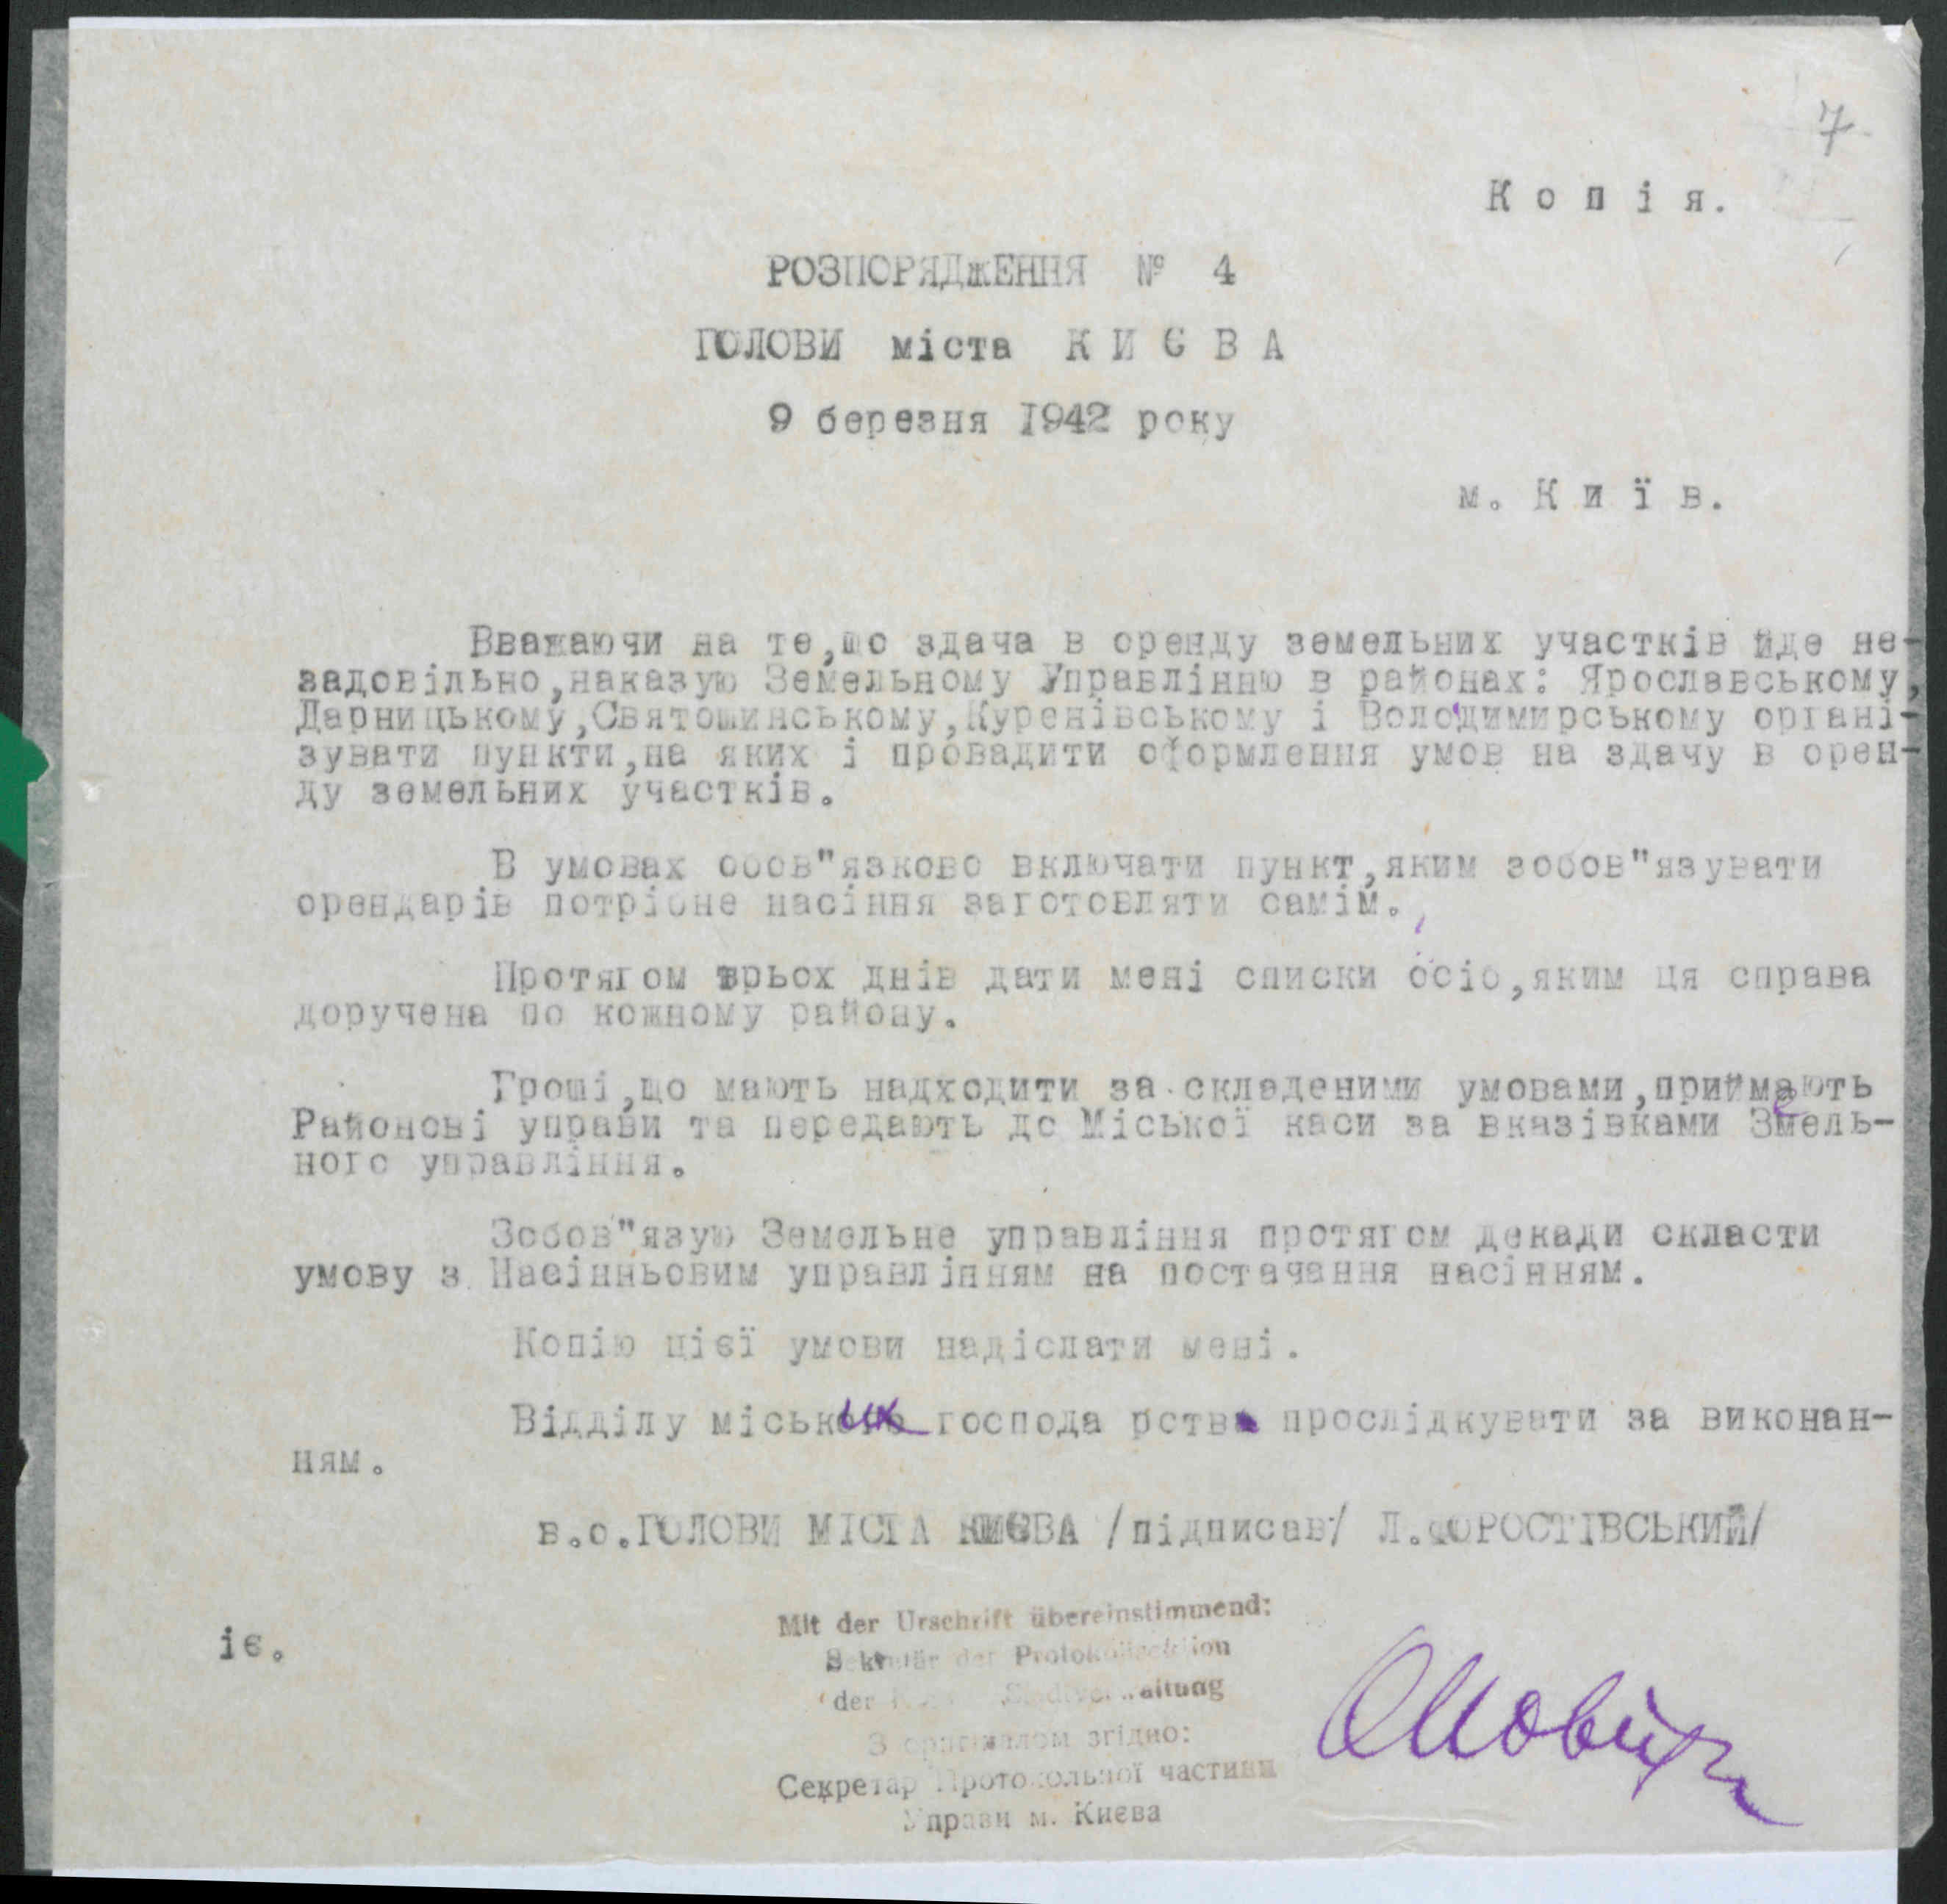 7
К о п і я.
РОЗПОРЯДЖЕННЯ № 4
ГОЛОВИ міста К И Є В А
9 березня 1942 року
м. К и ї в.
Вважаючи на те,що здача в оренду земельних участків йде не-
задовільно,наказую Земельному Управлінню в районах: Ярославському,
Дарницькому,Святошинському,Куренівському і Володимирському органі-
зувати пункти,на яких і провадити оформлення умов на здачу в орен-
ду земельних участків.
В умовах обов"язково включати пункт,яким зобов"язувати
орендарів потрібне насіння заготовляти самім.
Протягом трьох днів дати мені списки осіб,яким ця справа
доручена по кожному району.
Гроші,що мають надходити за складеними умовами,приймають
Районові управи та передають до Міської каси за вказівками Земель-
ного управління.
Зобов"язую Земельне управління протягом декади скласти
умову з Насінньовим управлінням на постачання насінням.
Копію цієї умови надіслати мені.
Відділу міських господарств прослідкувати за виконан-
ням.
в.о.ГОЛОВИ МІСТА КИЄВА /підписав/ Л.ФОРОСТІВСЬКИЙ/
іє.
Mit der Urschrift übereinstimmend:
Sekretär der Protokollsektion
der Stadtverwaltung
З оригіналом згідно:
Секретар Протокольної частини
Управи м. Києва